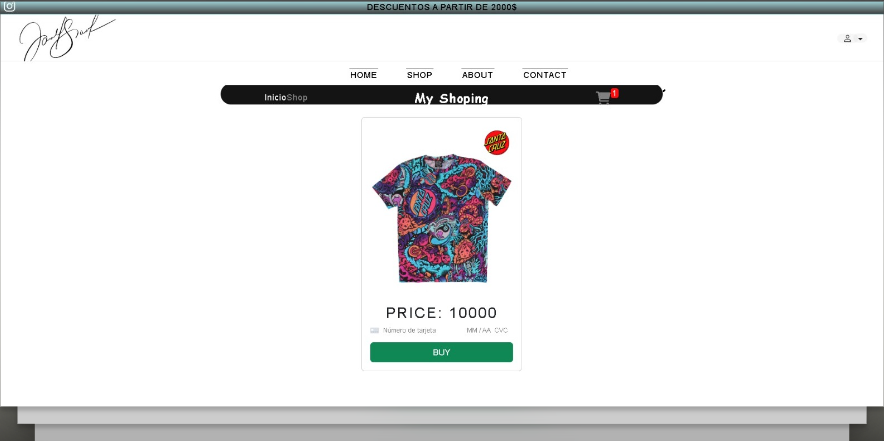 DESCUENTOS A PARTIR DE 2000$
HOME SHOP ABOUT CONTACT
InicioShop My Shoping 1
SANTA CRUZ
PRICE: 10000
Número de tarjeta MM / AA CVC
BUY